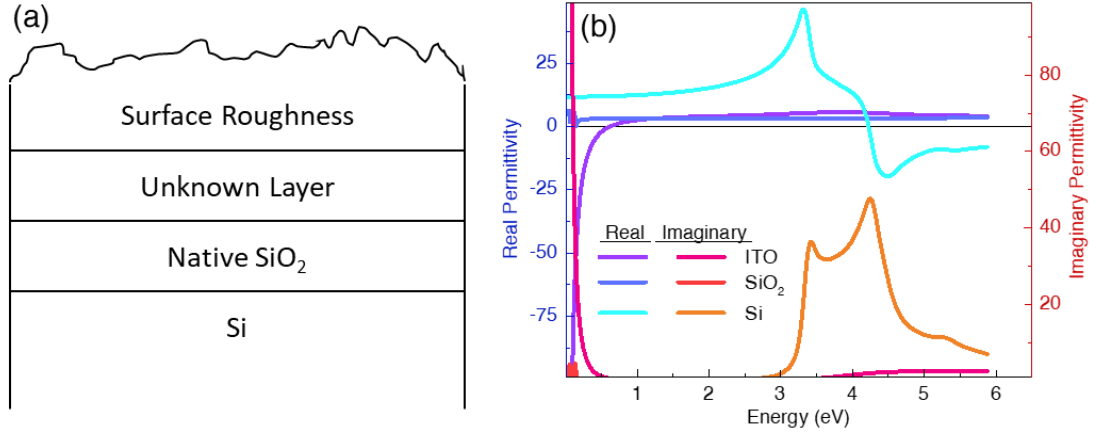 (a)
Surface Roughness
Unknown Layer
Native SiO₂
Si
(b)
Real Permittivity
25
0
-25
-50
-75
Imaginary Permittivity
80
60
40
20
Real Imaginary
ITO
SiO₂
Si
1 2 3 4 5 6
Energy (eV)